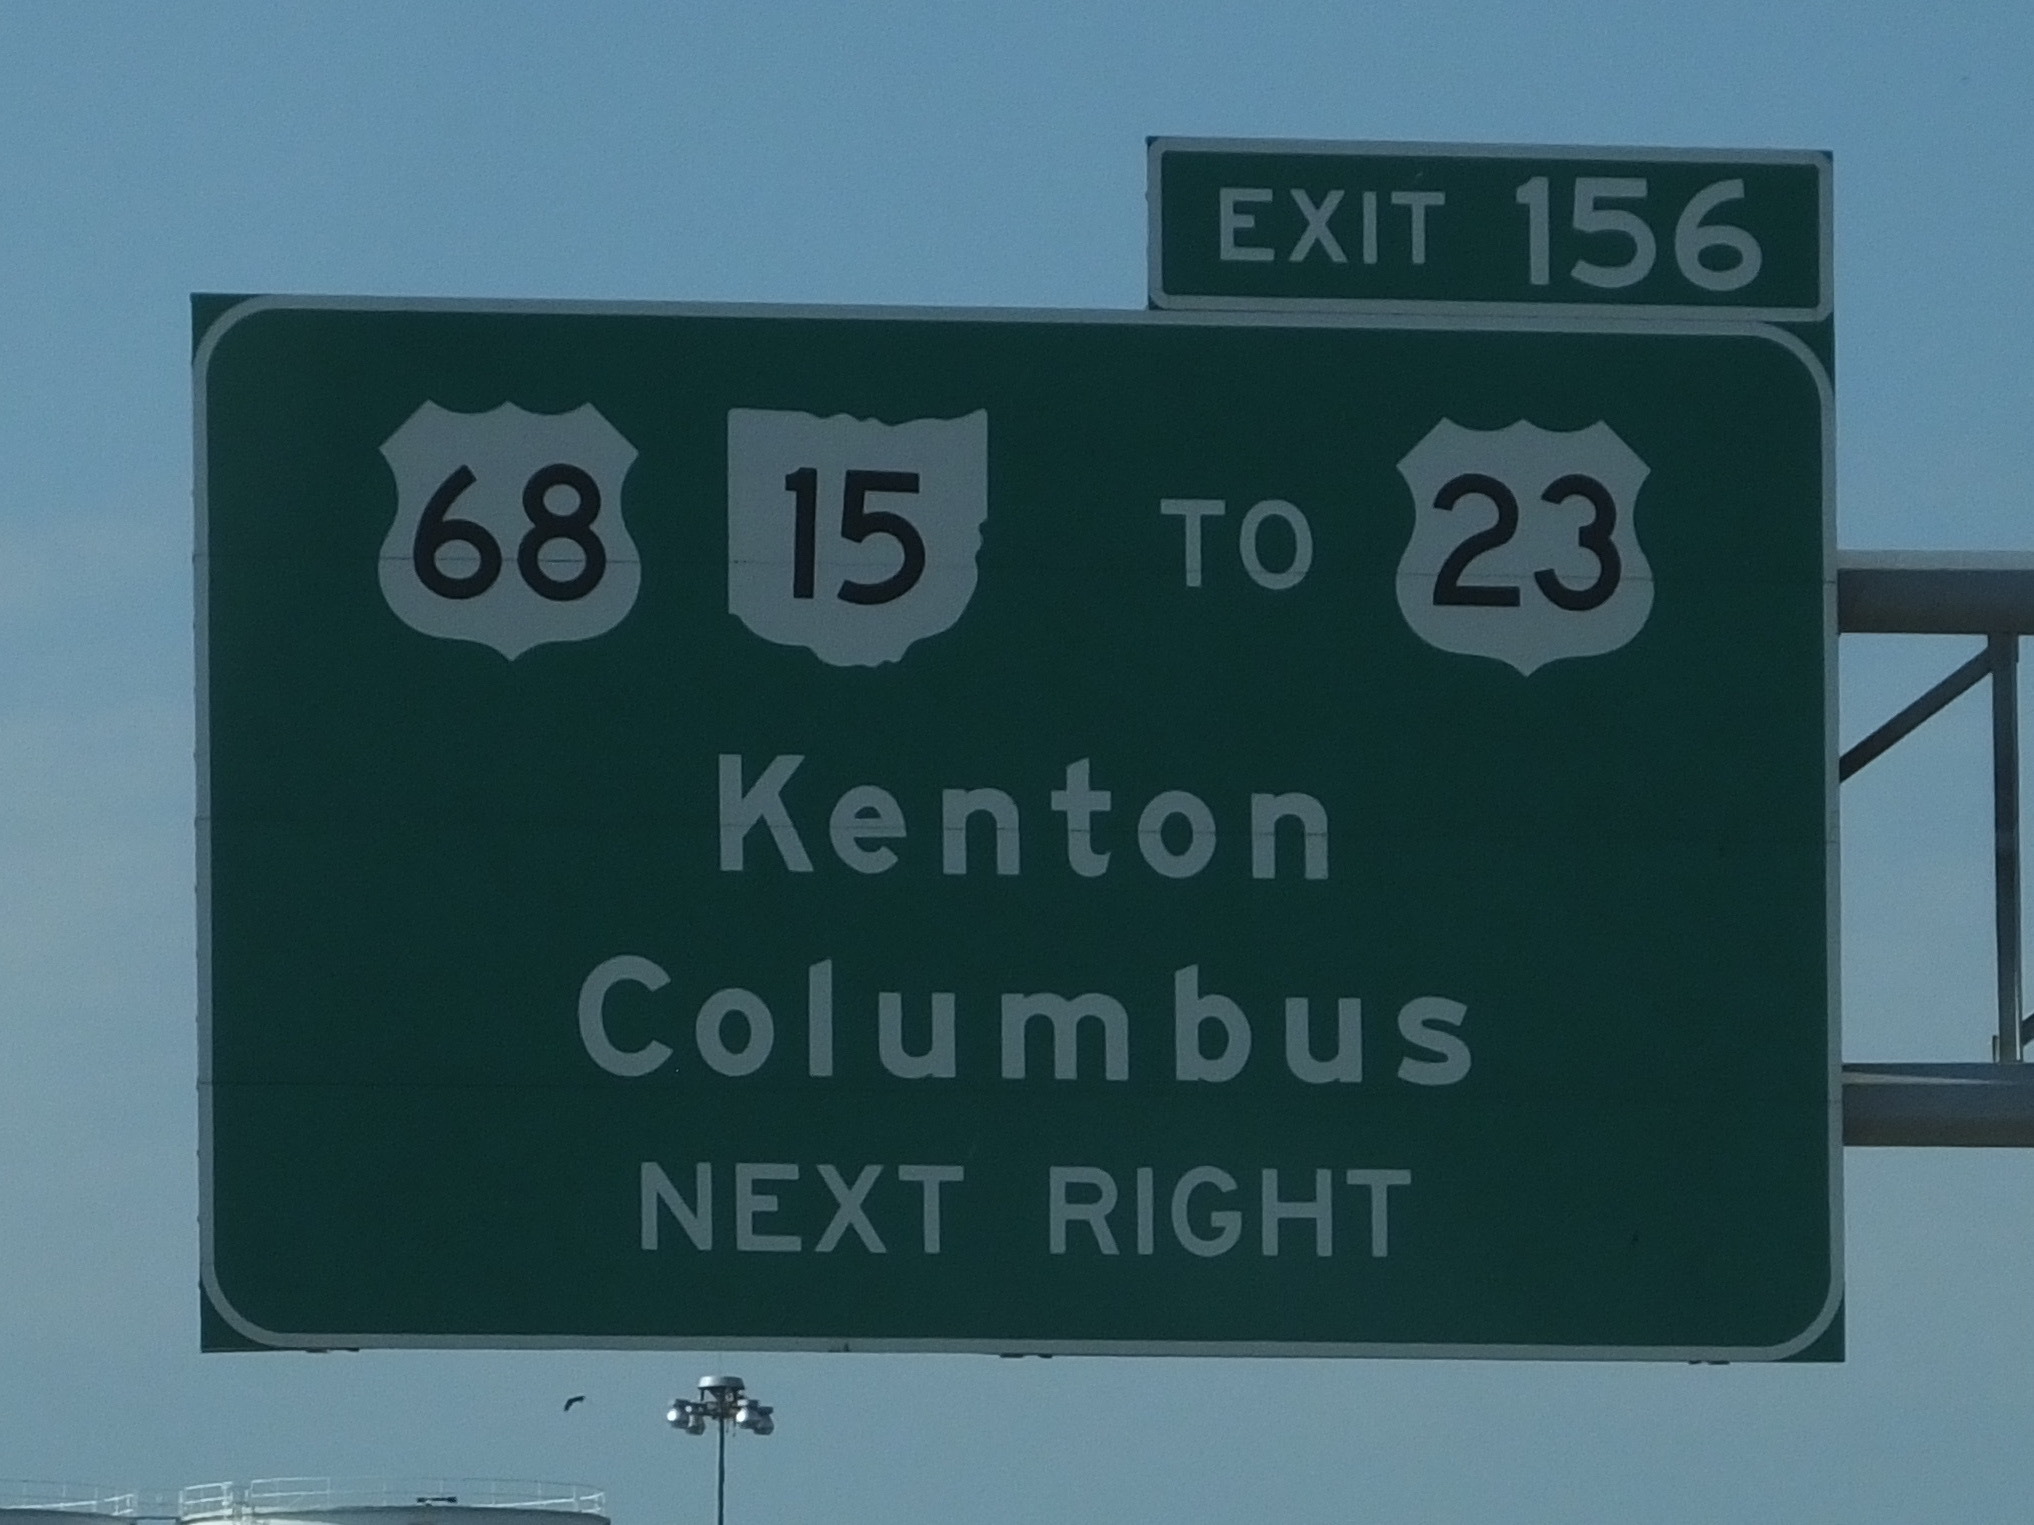 EXIT 156
68 15 TO 23
Kenton
Columbus
NEXT RIGHT